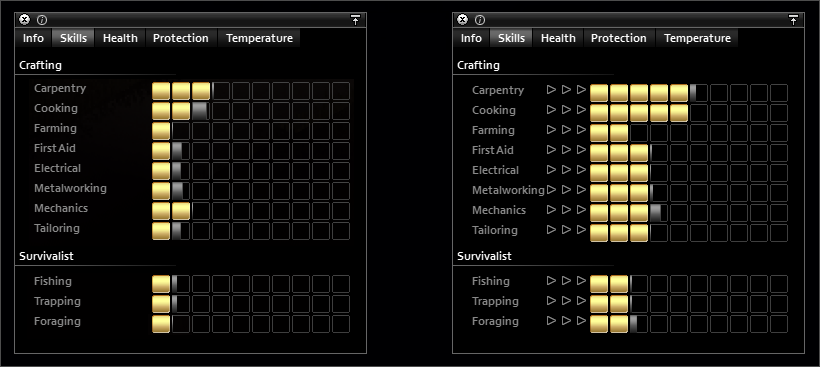 Info Skills Health Protection Temperature
Crafting
Carpentry
Cooking
Farming
First Aid
Electrical
Metalworking
Mechanics
Tailoring
Survivalist
Fishing
Trapping
Foraging
Info Skills Health Protection Temperature
Crafting
Carpentry
Cooking
Farming
First Aid
Electrical
Metalworking
Mechanics
Tailoring
Survivalist
Fishing
Trapping
Foraging